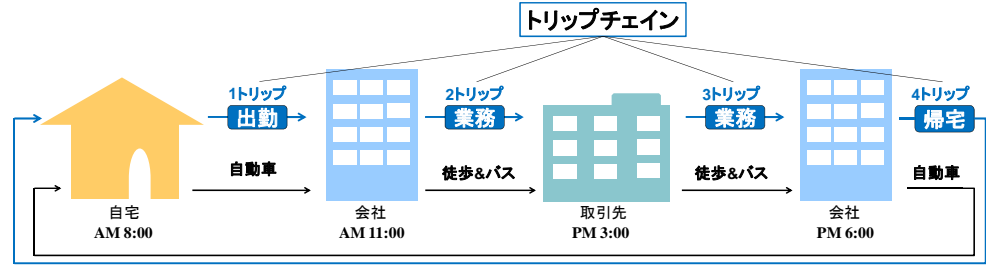 トリップチェイン
1トリップ
出勤
2トリップ
業務
3トリップ
業務
4トリップ
帰宅
自動車
徒歩&バス
徒歩&バス
自動車
自宅
AM 8:00
会社
AM 11:00
取引先
PM 3:00
会社
PM 6:00